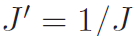 J′ = 1/J